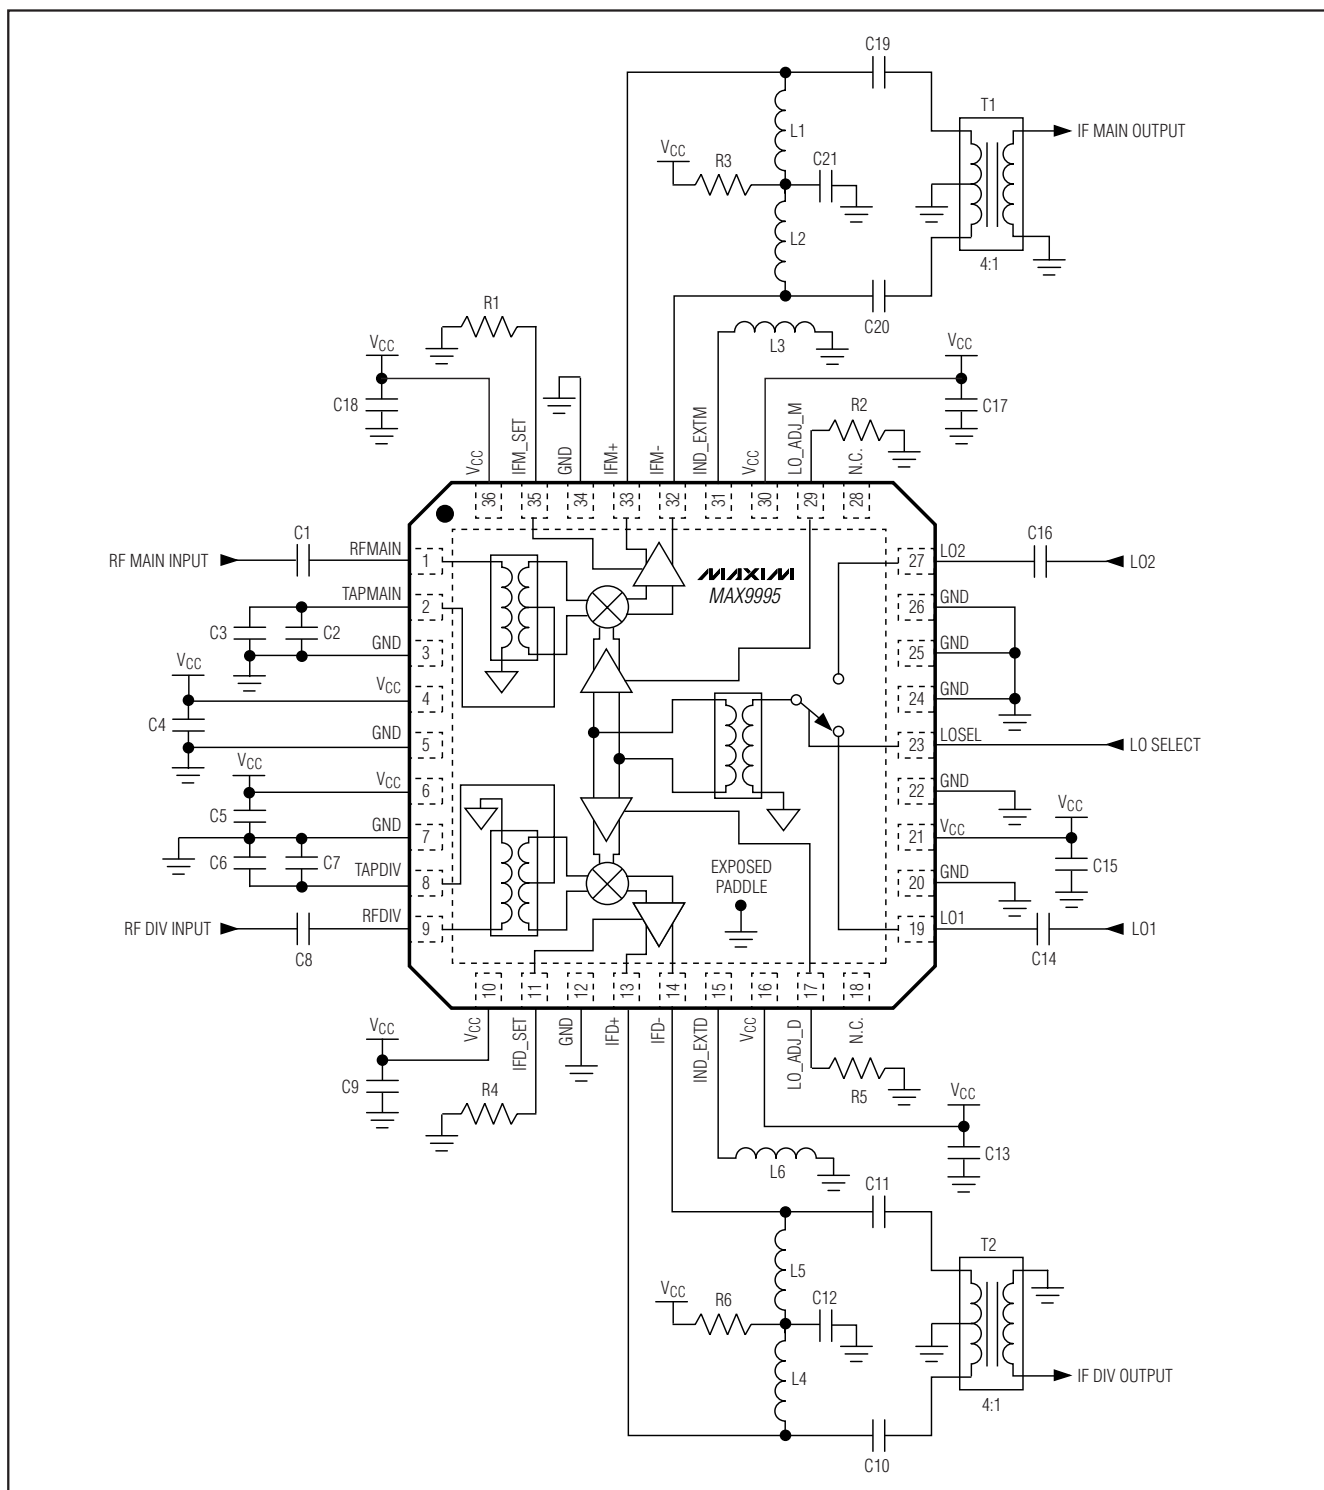 C19
T1
IF MAIN OUTPUT
L1
VCC
R3
C21
L2
4:1
C20
R1
L3
VCC
VCC
C18
R2
C17
VCC
IFM_SET
GND
IFM+
IFM-
IND_EXTM
VCC
LO_ADJ_M
N.C.
36
35
34
33
32
31
30
29
28
C1
RFMAIN
RF MAIN INPUT
1
MAXIM
MAX9995
27
LO2
C16
LO2
TAPMAIN
2
C3
C2
26
GND
GND
3
25
GND
VCC
VCC
4
24
GND
C4
GND
5
23
LOSEL
LO SELECT
VCC
VCC
6
22
GND
VCC
C5
GND
7
21
VCC
C6
C7
C15
TAPDIV
8
EXPOSED
PADDLE
20
GND
RFDIV
RF DIV INPUT
9
19
LO1
LO1
C8
C14
10
11
12
13
14
15
16
17
18
VCC
IFD_SET
GND
IFD+
IFD-
IND_EXTD
VCC
LO_ADJ_D
N.C.
VCC
C9
R4
R5
VCC
C13
L6
C11
T2
L5
VCC
R6
C12
L4
IF DIV OUTPUT
4:1
C10